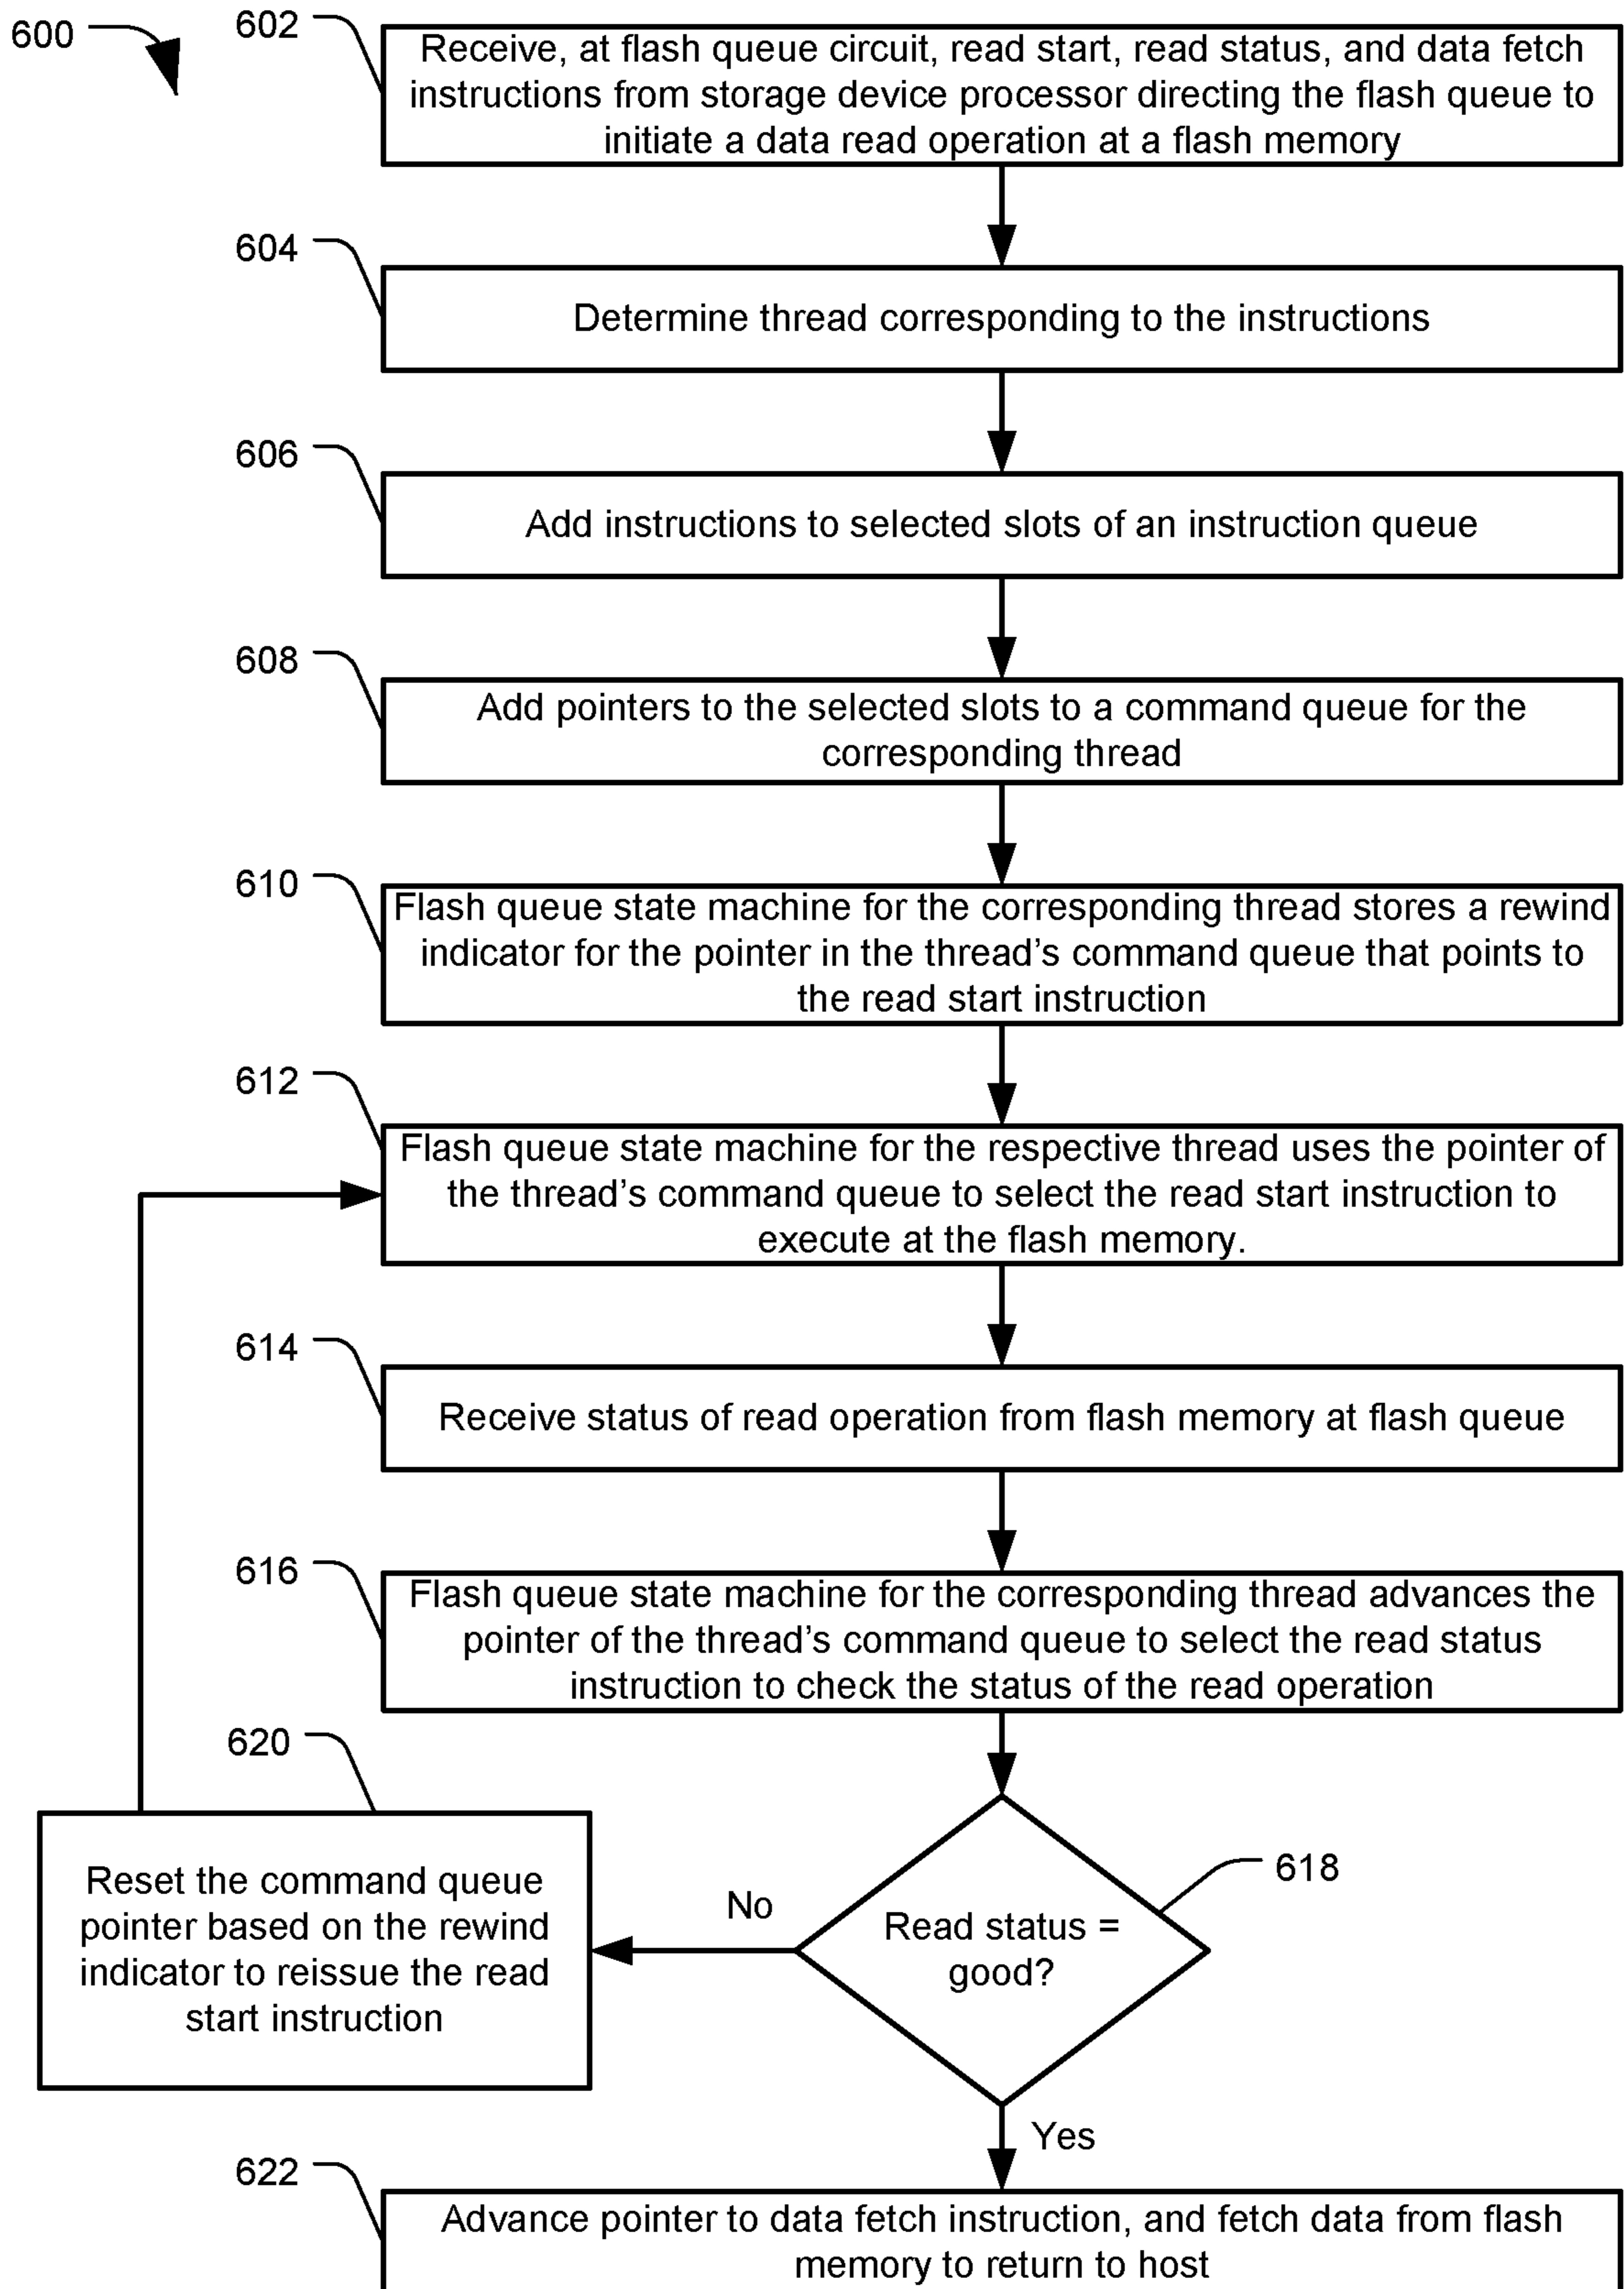 600
602
Receive, at flash queue circuit, read start, read status, and data fetch
instructions from storage device processor directing the flash queue to
initiate a data read operation at a flash memory
604
Determine thread corresponding to the instructions
606
Add instructions to selected slots of an instruction queue
608
Add pointers to the selected slots to a command queue for the
corresponding thread
610
Flash queue state machine for the corresponding thread stores a rewind
indicator for the pointer in the thread’s command queue that points to
the read start instruction
612
Flash queue state machine for the respective thread uses the pointer of
the thread’s command queue to select the read start instruction to
execute at the flash memory.
614
Receive status of read operation from flash memory at flash queue
616
Flash queue state machine for the corresponding thread advances the
pointer of the thread’s command queue to select the read status
instruction to check the status of the read operation
620
Reset the command queue
pointer based on the rewind
indicator to reissue the read
start instruction
No
Read status =
good?
618
Yes
622
Advance pointer to data fetch instruction, and fetch data from flash
memory to return to host